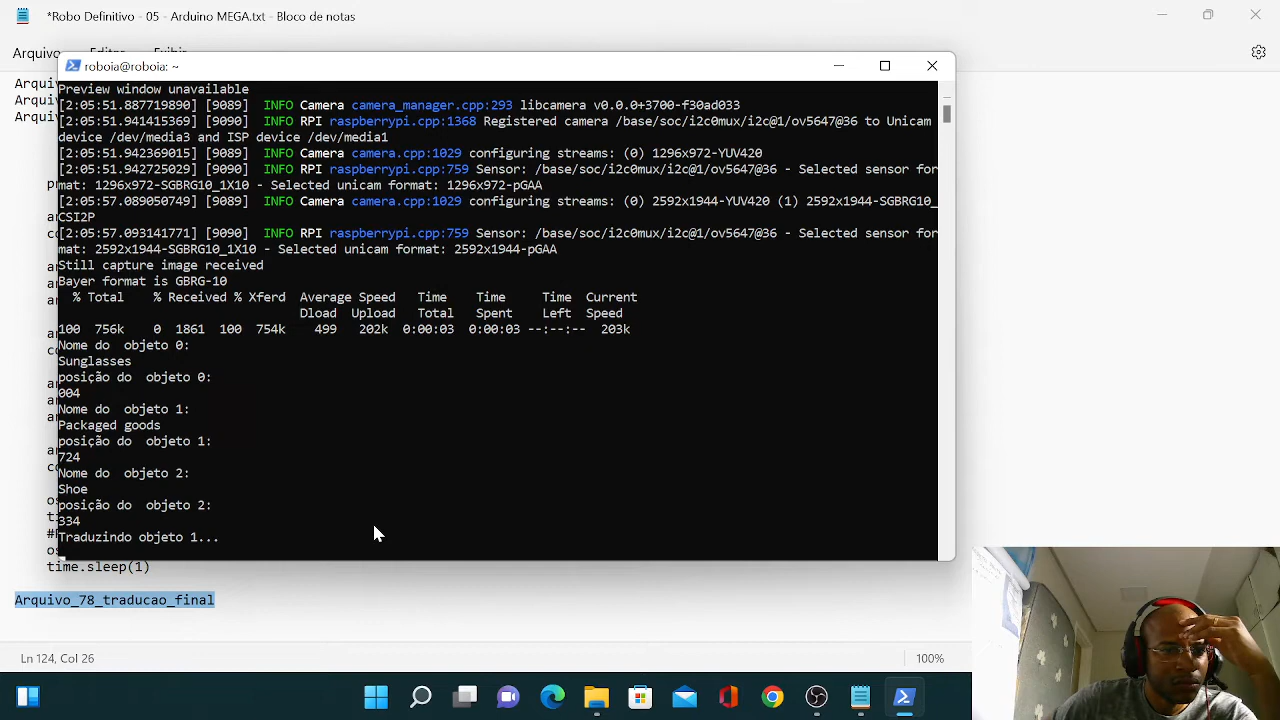 *Robo Definitivo - 05 - Arduino MEGA.txt - Bloco de notas
roboia@roboia: ~
Preview window unavailable
[2:05:51.887719890] [9089]  INFO Camera camera_manager.cpp:293 libcamera v0.0.0+3700-f30ad033
[2:05:51.941415369] [9089]  INFO RPI raspberrypi.cpp:1368 Registered camera /base/soc/i2c0mux/i2c@1/ov5647@36 to Unicam
device /dev/media3 and ISP device /dev/media1
[2:05:51.942369015] [9089]  INFO Camera camera.cpp:1029 configuring streams: (0) 1296x972-YUV420
[2:05:51.942725029] [9089]  INFO RPI raspberrypi.cpp:759 Sensor: /base/soc/i2c0mux/i2c@1/ov5647@36 - Selected sensor for
mat: 1296x972-SGBRG10_1X10 - Selected unicam format: 1296x972-pGAA
[2:05:57.089050749] [9089]  INFO Camera camera.cpp:1029 configuring streams: (0) 2592x1944-YUV420 (1) 2592x1944-SGBRG10_
CSI2P
[2:05:57.093141771] [9090]  INFO RPI raspberrypi.cpp:759 Sensor: /base/soc/i2c0mux/i2c@1/ov5647@36 - Selected sensor for
mat: 2592x1944-SGBRG10_1X10 - Selected unicam format: 2592x1944-pGAA
Still capture image received
Bayer format is GBRG-10
% Total    % Received % Xferd  Average Speed   Time    Time     Time  Current
Dload  Upload   Total   Spent    Left  Speed
100  756k    0  1861  100  754k    499   202k  0:00:03  0:00:03 --:--:--  203k
Nome do  objeto 0:
Sunglasses
posição do  objeto 0:
004
Nome do  objeto 1:
Packaged goods
posição do  objeto 1:
724
Nome do  objeto 2:
Shoe
posição do  objeto 2:
334
Traduzindo objeto 1...
time.sleep(1)
Arquivo_78_traducao_final
Ln 124, Col 26
100%